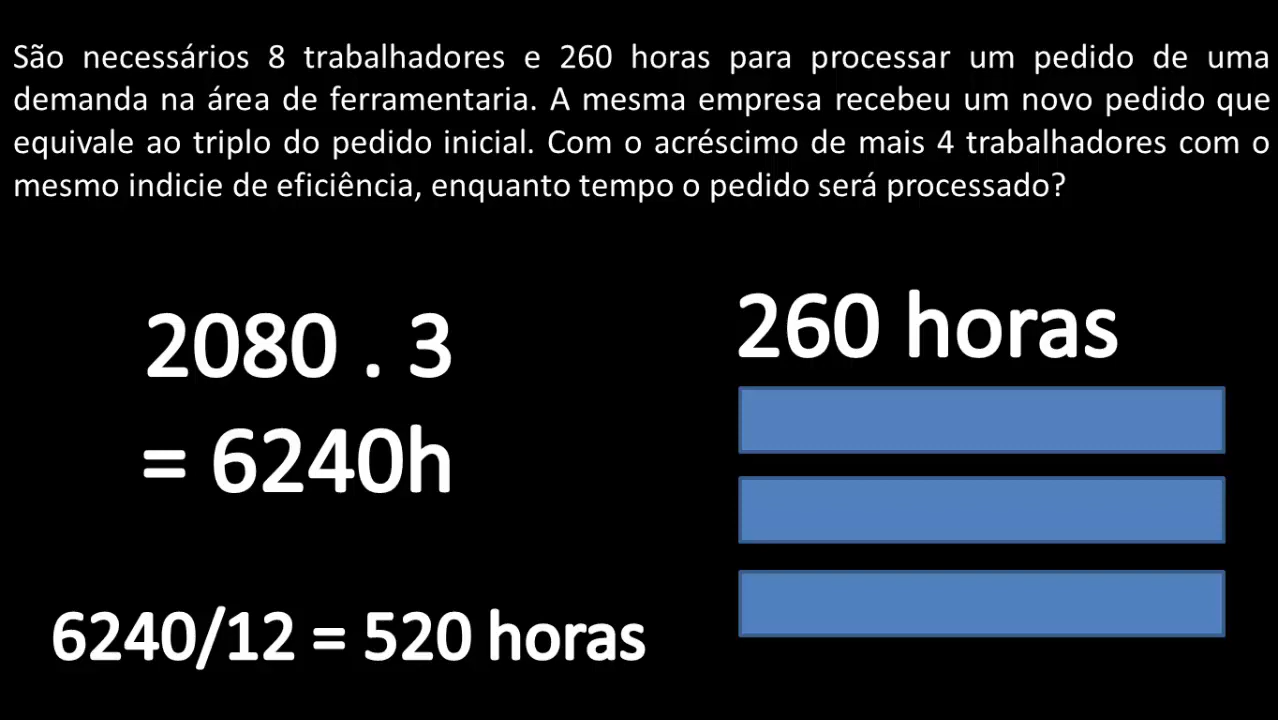 São necessários 8 trabalhadores e 260 horas para processar um pedido de uma
demanda na área de ferramentaria. A mesma empresa recebeu um novo pedido que
equivale ao triplo do pedido inicial. Com o acréscimo de mais 4 trabalhadores com o
mesmo indicie de eficiência, enquanto tempo o pedido será processado?
2080 . 3
= 6240h
6240/12 = 520 horas
260 horas